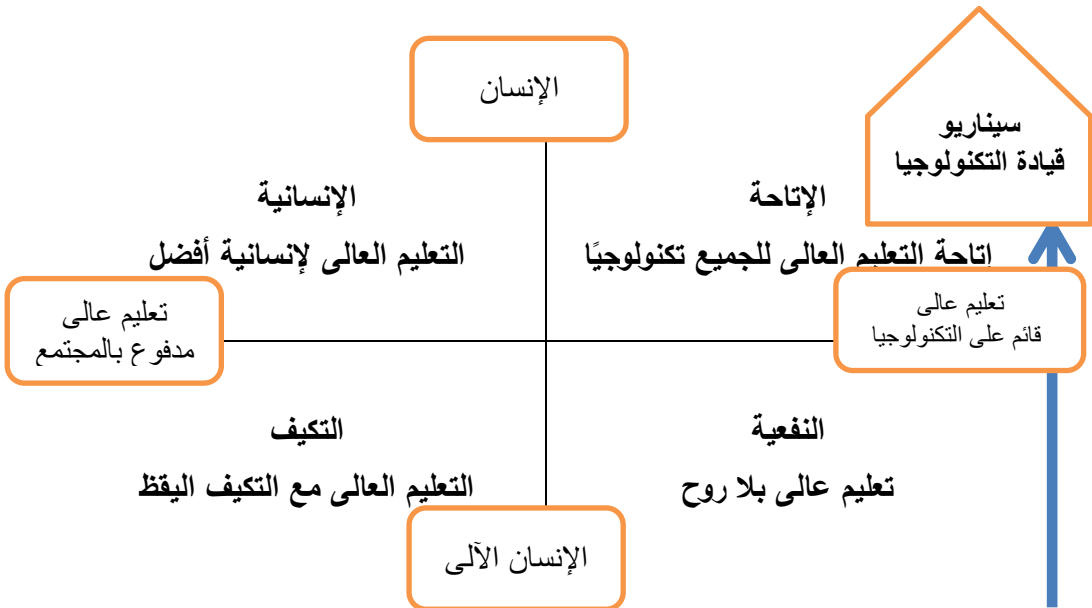 الإنسان
سيناريو
قيادة التكنولوجيا
الإتاحة
إتاحة التعليم العالى للجميع تكنولوجيًا
الإنسانية
التعليم العالى لإنسانية أفضل
تعليم عالى
قائم على التكنولوجيا
تعليم عالى
مدفوع بالمجتمع
النفعية
تعليم عالى بلا روح
التكيف
التعليم العالى مع التكيف اليقظ
الإنسان الآلى